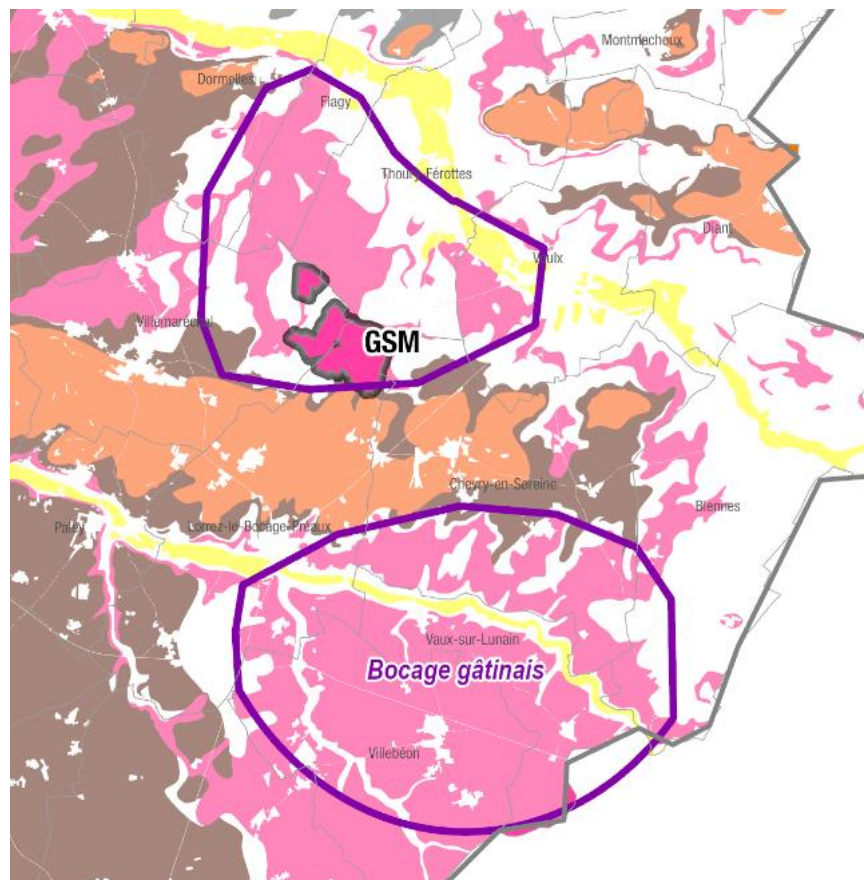 Montmachoux
Dormelles
Flagy
Thoury-Férottes
Diant
Voulx
Villemaréchal
GSM
Chevry-en-Sereine
Blennes
Paley
Lorrez-le-Bocage-Préaux
Vaux-sur-Lunain
Bocage gâtinais
Villebéon